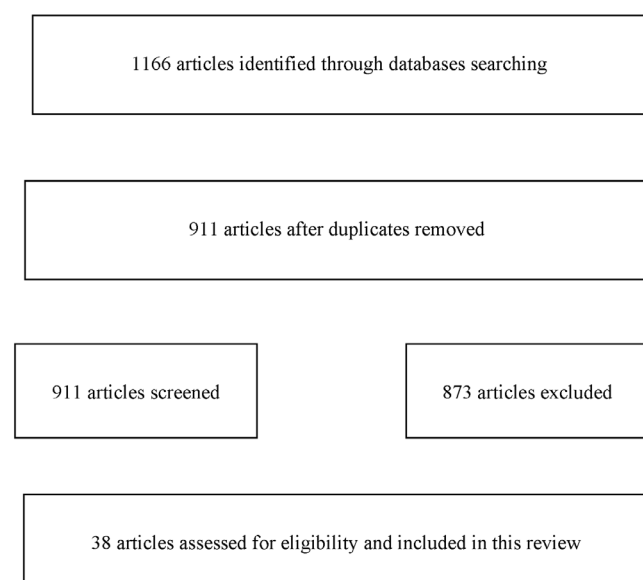 1166 articles identified through databases searching
911 articles after duplicates removed
911 articles screened
873 articles excluded
38 articles assessed for eligibility and included in this review